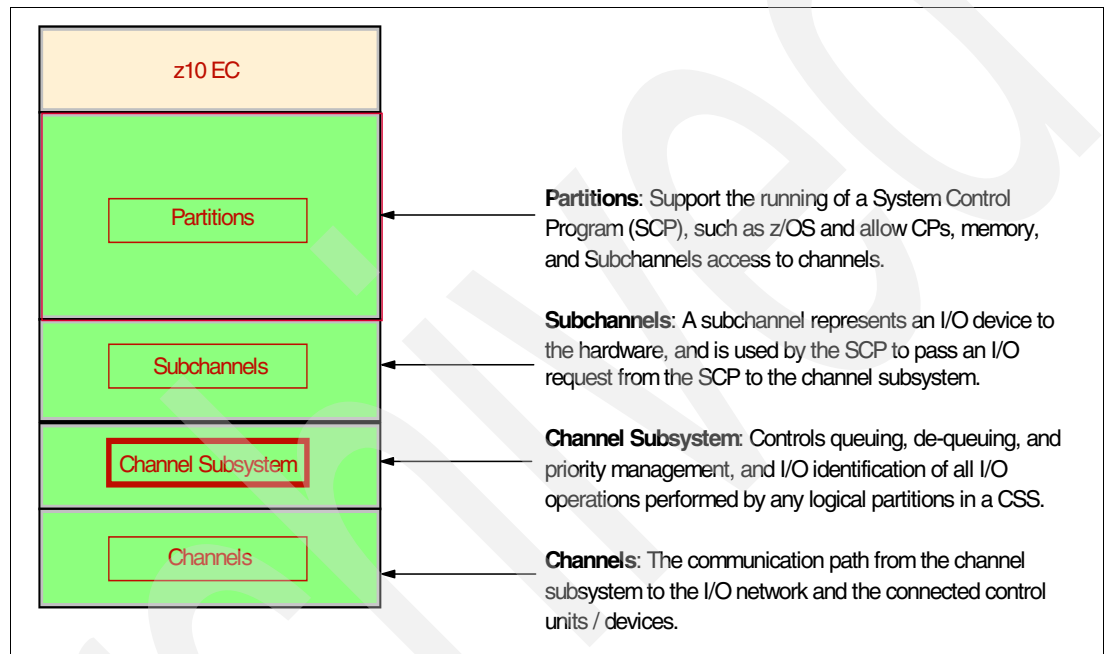 z10 EC
Partitions
Partitions: Support the running of a System Control
Program (SCP), such as z/OS and allow CPs, memory,
and Subchannels access to channels.
Subchannels
Subchannels: A subchannel represents an I/O device to
the hardware, and is used by the SCP to pass an I/O
request from the SCP to the channel subsystem.
Channel Subsystem
Channel Subsystem: Controls queuing, de-queuing, and
priority management, and I/O identification of all I/O
operations performed by any logical partitions in a CSS.
Channels
Channels: The communication path from the channel
subsystem to the I/O network and the connected control
units / devices.